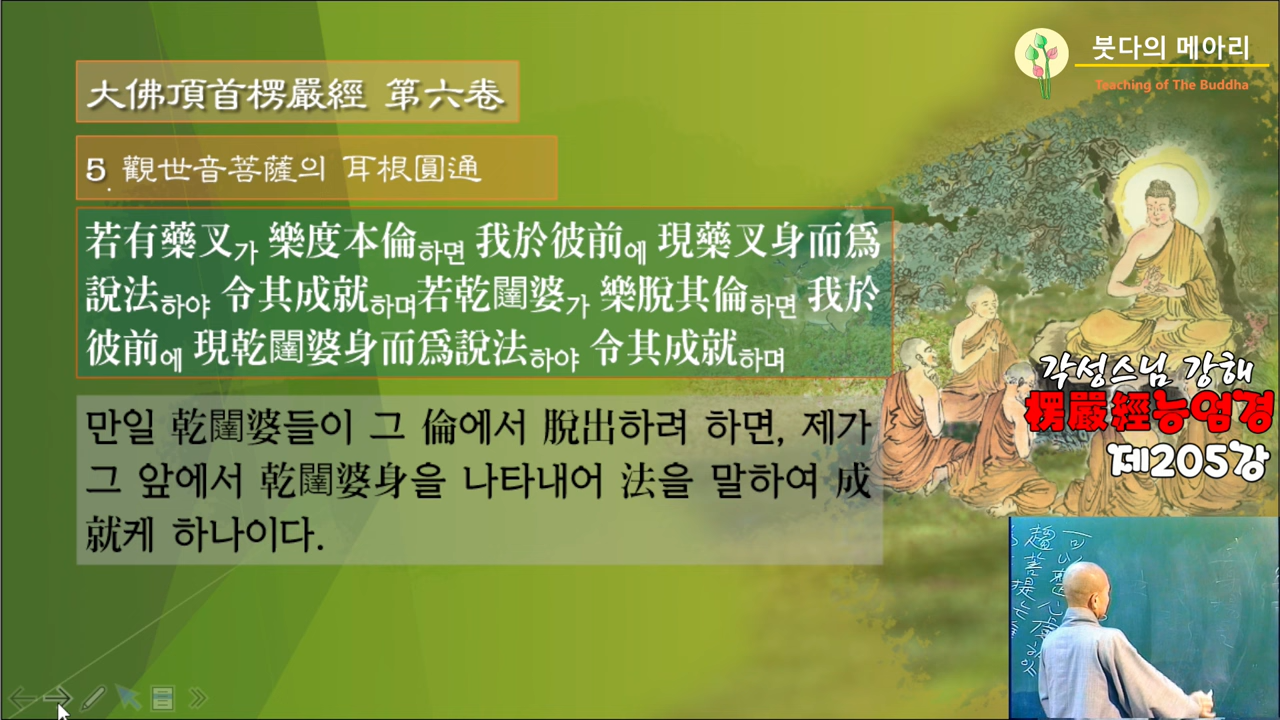 大佛頂首楞嚴經 第六卷
5. 觀世音菩薩의 耳根圓通
若有藥叉가 樂度本倫하면 我於彼前에 現藥叉身而爲
說法하야 令其成就하며若乾闥婆가 樂脫其倫하면 我於
彼前에 現乾闥婆身而爲說法하야 令其成就하며
만일 乾闥婆들이 그 倫에서 脫出하려 하면, 제가
그 앞에서 乾闥婆身을 나타내어 法을 말하여 成
就케 하나이다.
붓다의 메아리
Teaching of The Buddha
각성스님 강해
楞嚴經능엄경
제205강